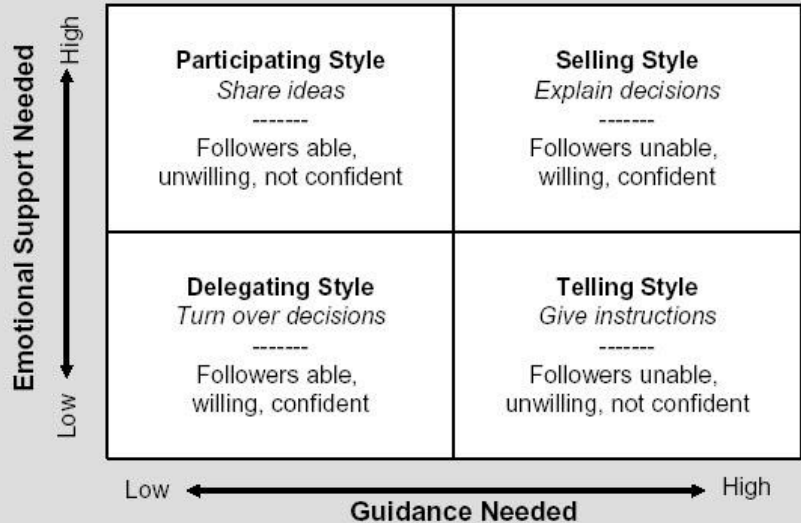 Emotional Support Needed
High
Low
Participating Style
Share ideas
-------
Followers able,
unwilling, not confident
Selling Style
Explain decisions
-------
Followers unable,
willing, confident
Delegating Style
Turn over decisions
-------
Followers able,
willing, confident
Telling Style
Give instructions
-------
Followers unable,
unwilling, not confident
Low
High
Guidance Needed